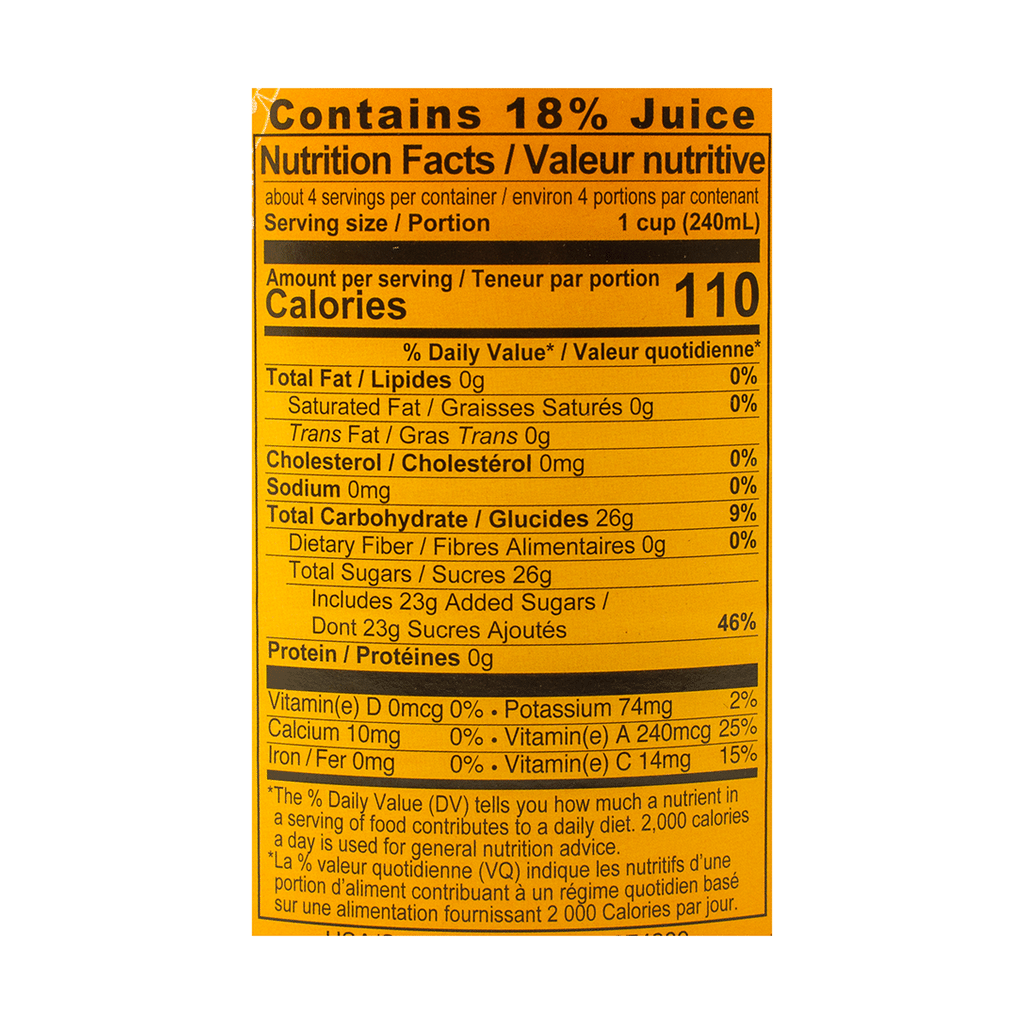 Contains 18% Juice
Nutrition Facts / Valeur nutritive
about 4 servings per container / environ 4 portions par contenant
Serving size / Portion 1 cup (240mL)
Amount per serving / Teneur par portion
Calories 110
% Daily Value* / Valeur quotidienne*
Total Fat / Lipides 0g 0%
Saturated Fat / Graisses Saturés 0g 0%
Trans Fat / Gras Trans 0g
Cholesterol / Cholestérol 0mg 0%
Sodium 0mg 0%
Total Carbohydrate / Glucides 26g 9%
Dietary Fiber / Fibres Alimentaires 0g 0%
Total Sugars / Sucres 26g
Includes 23g Added Sugars /
Dont 23g Sucres Ajoutés 46%
Protein / Protéines 0g
Vitamin(e) D 0mcg 0% • Potassium 74mg 2%
Calcium 10mg 0% • Vitamin(e) A 240mcg 25%
Iron / Fer 0mg 0% • Vitamin(e) C 14mg 15%
*The % Daily Value (DV) tells you how much a nutrient in
a serving of food contributes to a daily diet. 2,000 calories
a day is used for general nutrition advice.
*La % valeur quotidienne (VQ) indique les nutritifs d'une
portion d'aliment contribuant à un régime quotidien basé
sur une alimentation fournissant 2 000 Calories par jour.